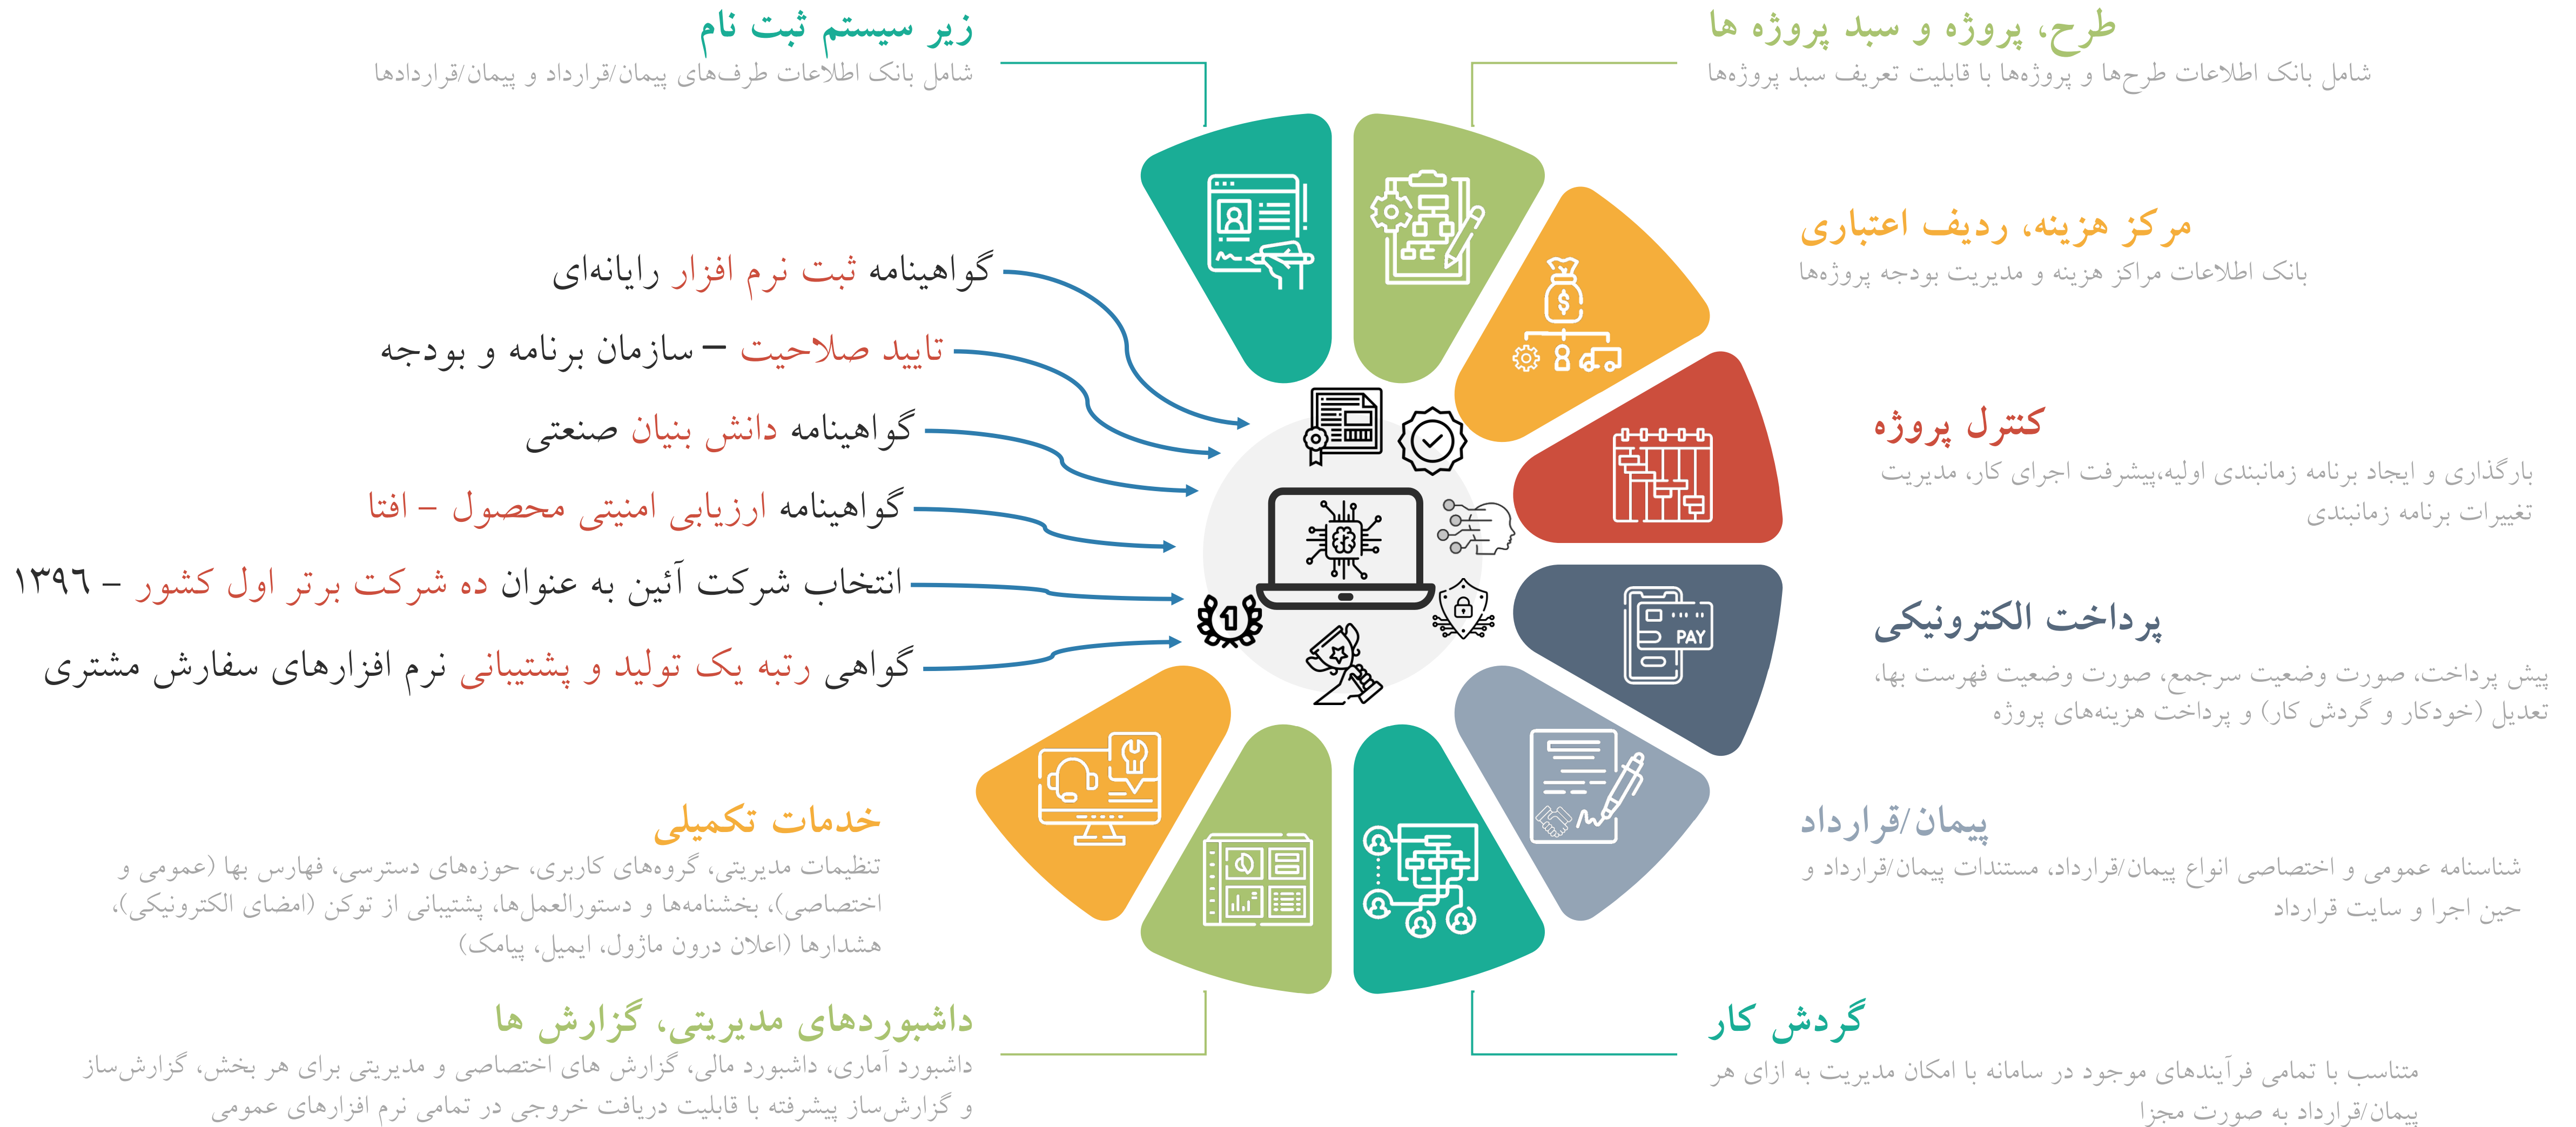 زیر سیستم ثبت نام
شامل بانک اطلاعات طرف‌های پیمان/قرارداد و پیمان/قراردادها
طرح، پروژه و سبد پروژه ها
شامل بانک اطلاعات طرح‌ها و پروژه‌ها با قابلیت تعریف سبد پروژه‌ها
مرکز هزینه، ردیف اعتباری
بانک اطلاعات مراکز هزینه و مدیریت بودجه پروژه‌ها
کنترل پروژه
بارگذاری و ایجاد برنامه زمانبندی اولیه،پیشرفت اجرای کار، مدیریت
تغییرات برنامه زمانبندی
پرداخت الکترونیکی
پیش پرداخت، صورت وضعیت سرجمع، صورت وضعیت فهرست بها،
تعدیل (خودکار و گردش کار) و پرداخت هزینه‌های پروژه
PAY
$
پیمان/قرارداد
شناسنامه عمومی و اختصاصی انواع پیمان/قرارداد، مستندات پیمان/قرارداد و
حین اجرا و سایت قرارداد
گردش کار
متناسب با تمامی فرآیندهای موجود در سامانه با امکان مدیریت به ازای هر
پیمان/قرارداد به صورت مجزا
گواهینامه ثبت نرم افزار رایانه‌ای
تایید صلاحیت – سازمان برنامه و بودجه
گواهینامه دانش بنیان صنعتی
گواهینامه ارزیابی امنیتی محصول – افتا
انتخاب شرکت آئین به عنوان ده شرکت برتر اول کشور – ۱۳۹٦
گواهی رتبه یک تولید و پشتیبانی نرم افزارهای سفارش مشتری
1
خدمات تکمیلی
تنظیمات مدیریتی، گروه‌های کاربری، حوزه‌های دسترسی، فهارس بها (عمومی و
اختصاصی)، بخشنامه‌ها و دستورالعمل‌ها، پشتیبانی از توکن (امضای الکترونیکی)،
هشدارها (اعلان درون ماژول، ایمیل، پیامک)
داشبوردهای مدیریتی، گزارش ها
داشبورد آماری، داشبورد مالی، گزارش های اختصاصی و مدیریتی برای هر بخش، گزارش‌ساز
و گزارش‌ساز پیشرفته با قابلیت دریافت خروجی در تمامی نرم افزارهای عمومی